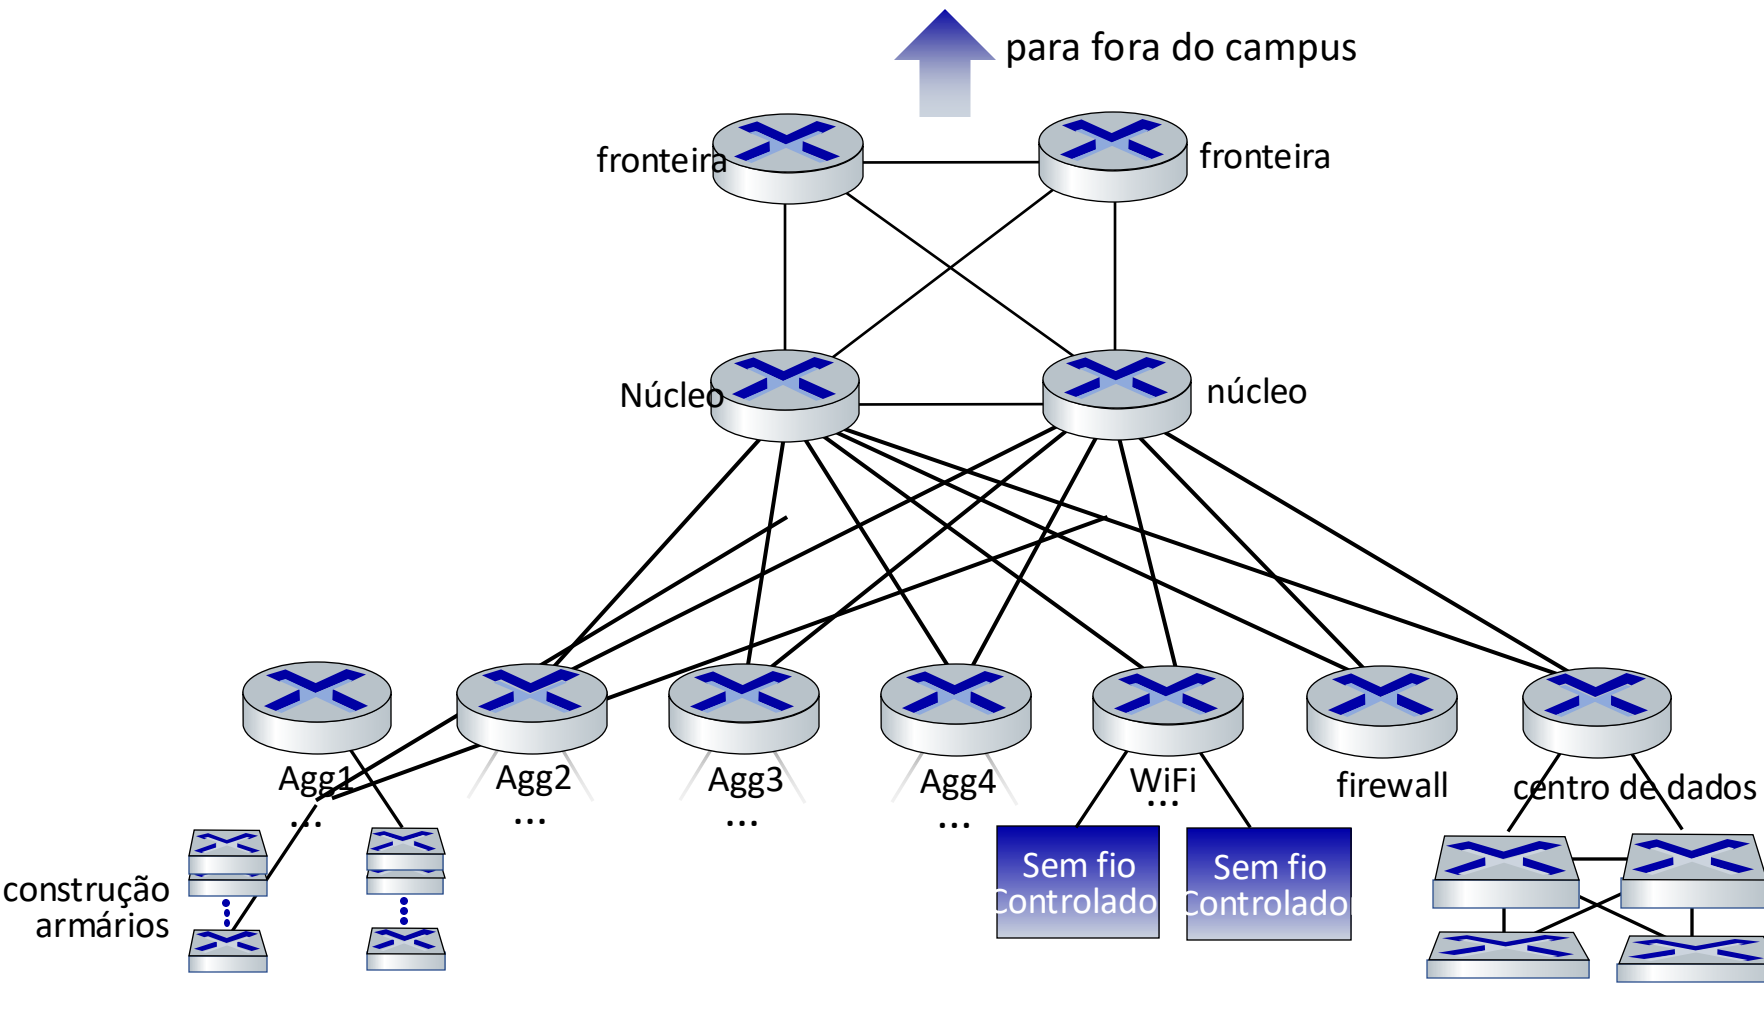 para fora do campus
fronteira
fronteira
Núcleo
núcleo
Agg1
...
Agg2
...
Agg3
...
Agg4
...
WiFi
...
firewall
centro de dados
construção
armários
Sem fio
Controlado
Sem fio
Controlado